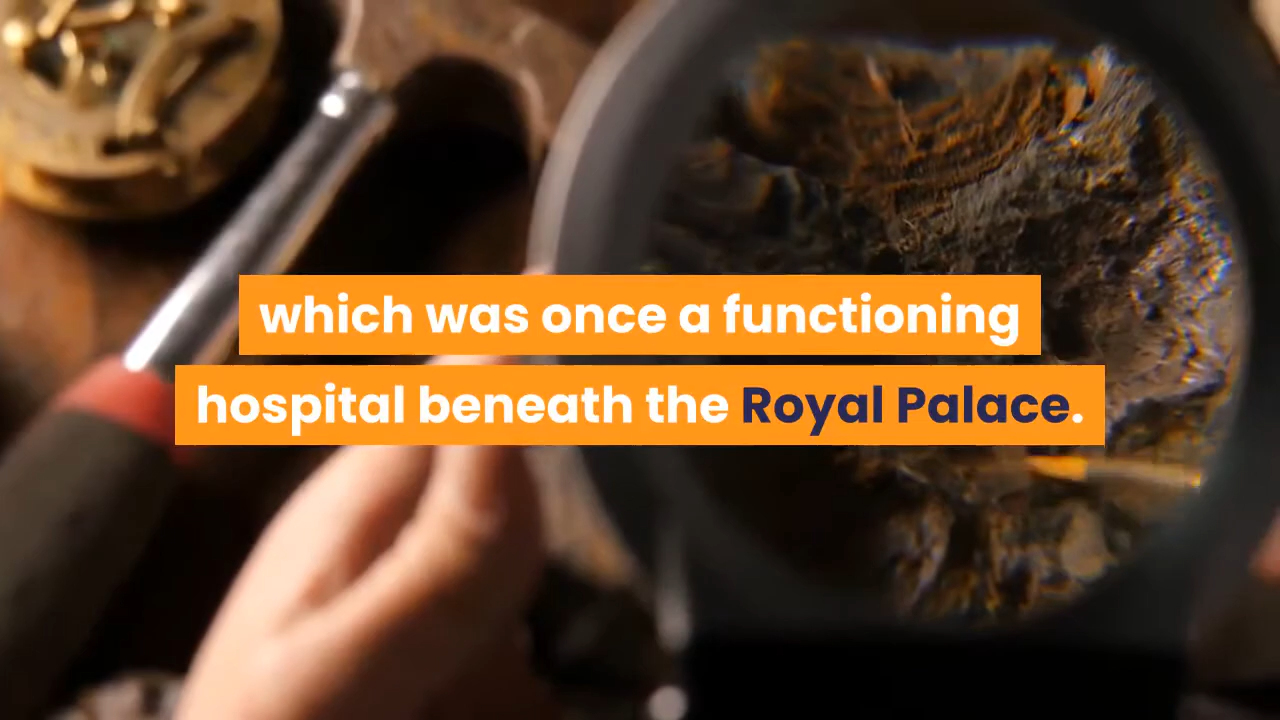 which was once a functioning
hospital beneath the Royal Palace.